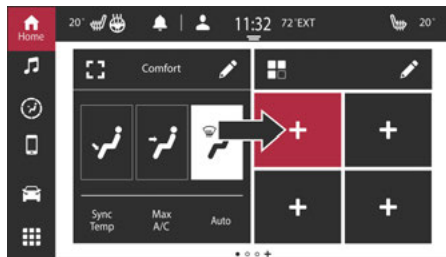 Home
20°
11:32
72°EXT
20°
Comfort
Sync
Temp
Max
A/C
Auto